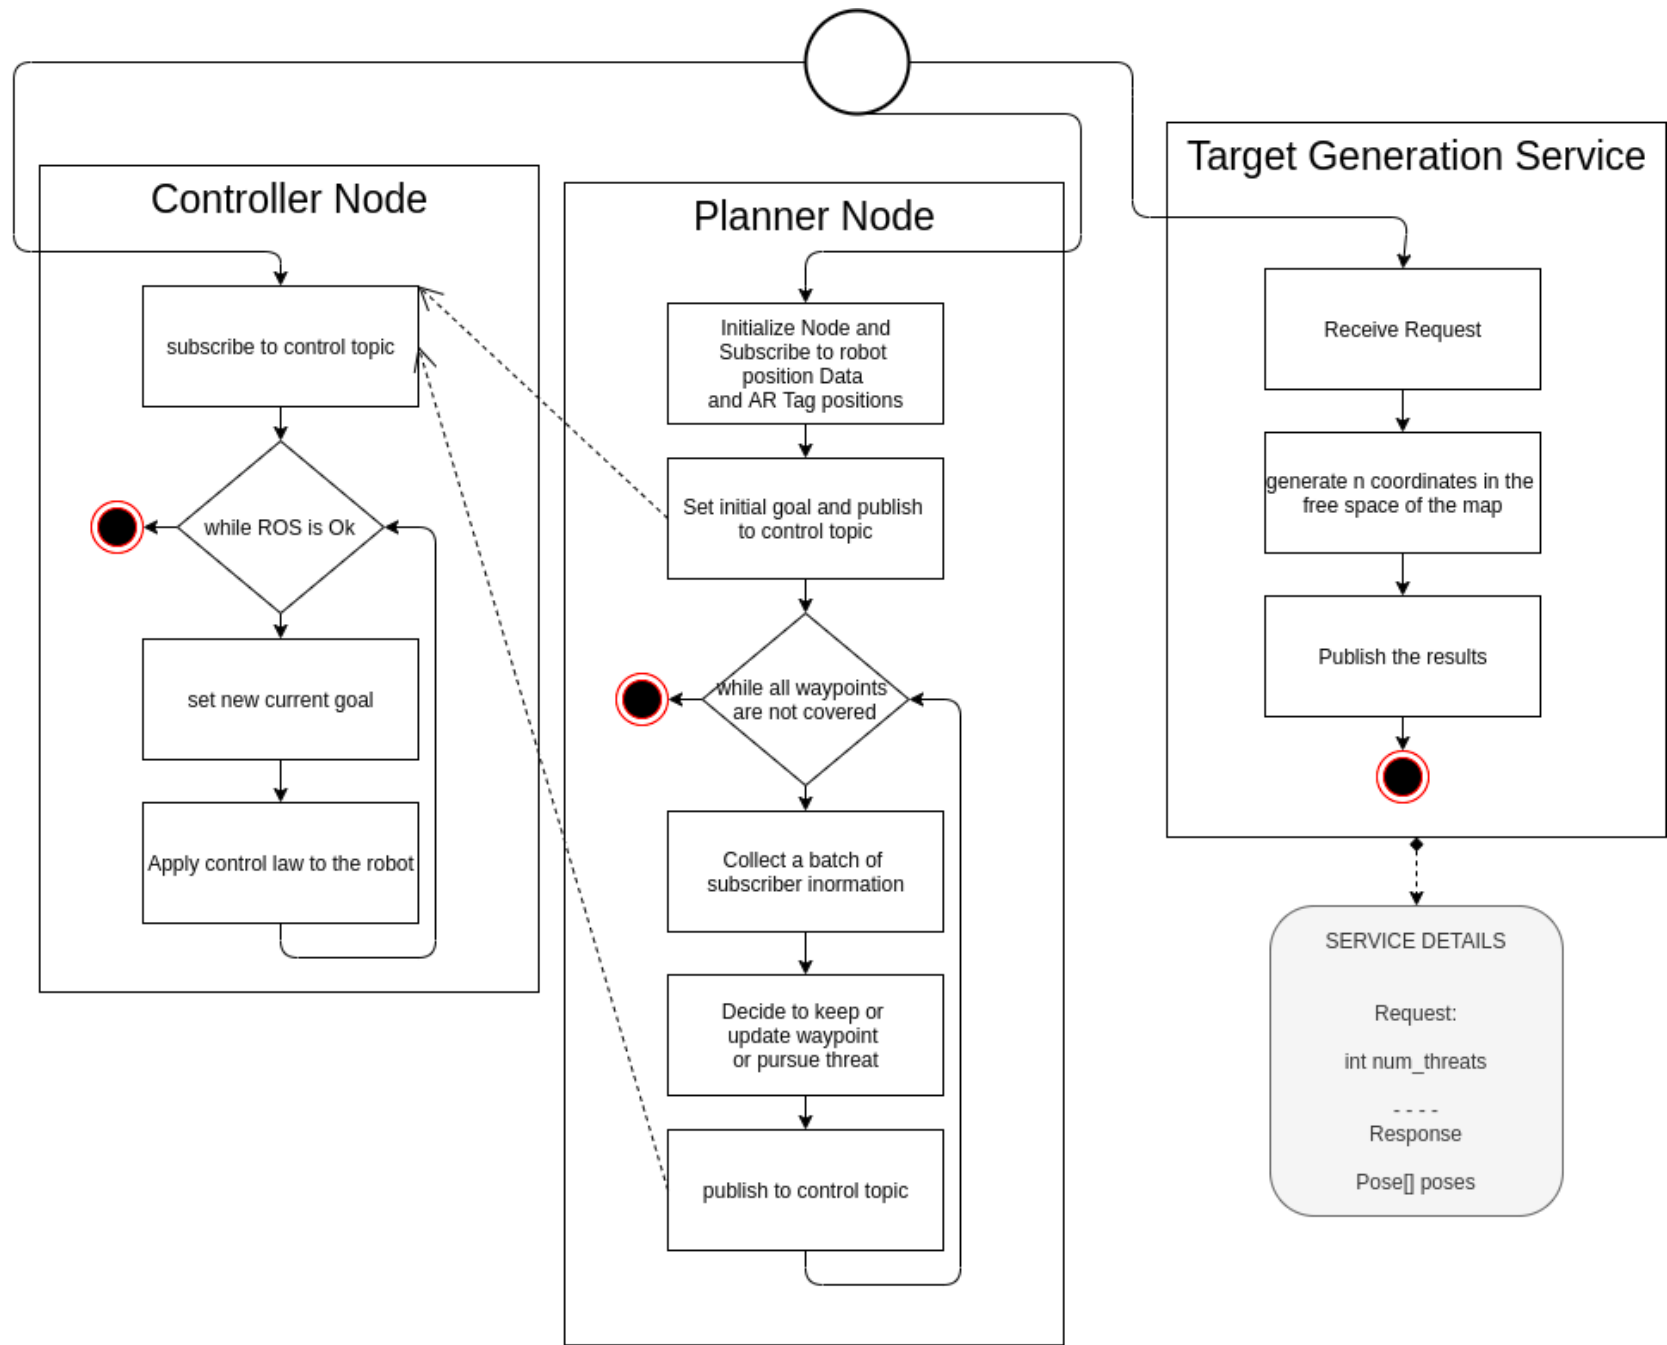 Controller Node
subscribe to control topic
while ROS is Ok
set new current goal
Apply control law to the robot
Planner Node
Initialize Node and
Subscribe to robot
position Data
and AR Tag positions
Set initial goal and publish
to control topic
while all waypoints
are not covered
Collect a batch of
subscriber inormation
Decide to keep or
update waypoint
or pursue threat
publish to control topic
Target Generation Service
Receive Request
generate n coordinates in the
free space of the map
Publish the results
SERVICE DETAILS
Request:
int num_threats
- - - -
Response
Pose[] poses